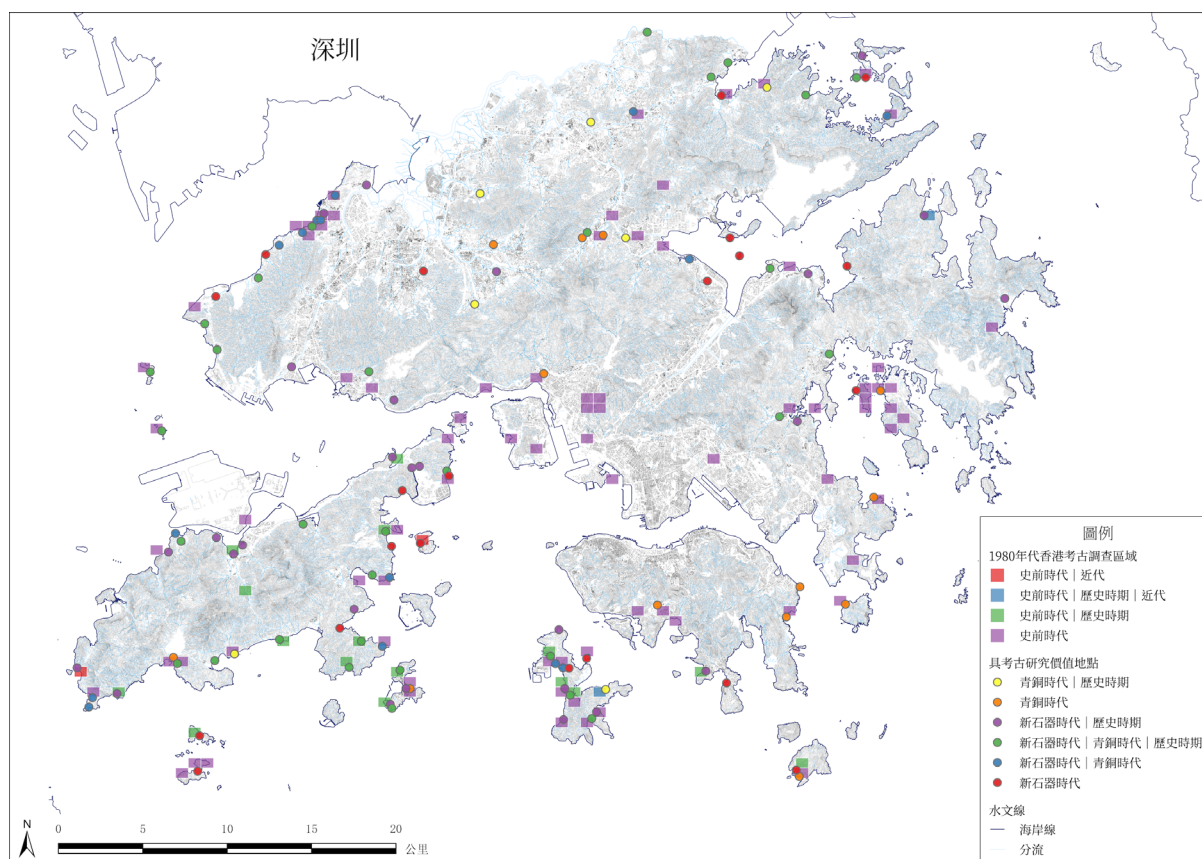 深圳
圖例
1980年代香港考古調查區域
史前時代｜近代
史前時代｜歷史時期｜近代
史前時代｜歷史時期
史前時代
具考古研究價值地點
青銅時代｜歷史時期
青銅時代
新石器時代｜歷史時期
新石器時代｜青銅時代｜歷史時期
新石器時代｜青銅時代
新石器時代
水文線
海岸線
分流
N
0 5 10 15 20
公里